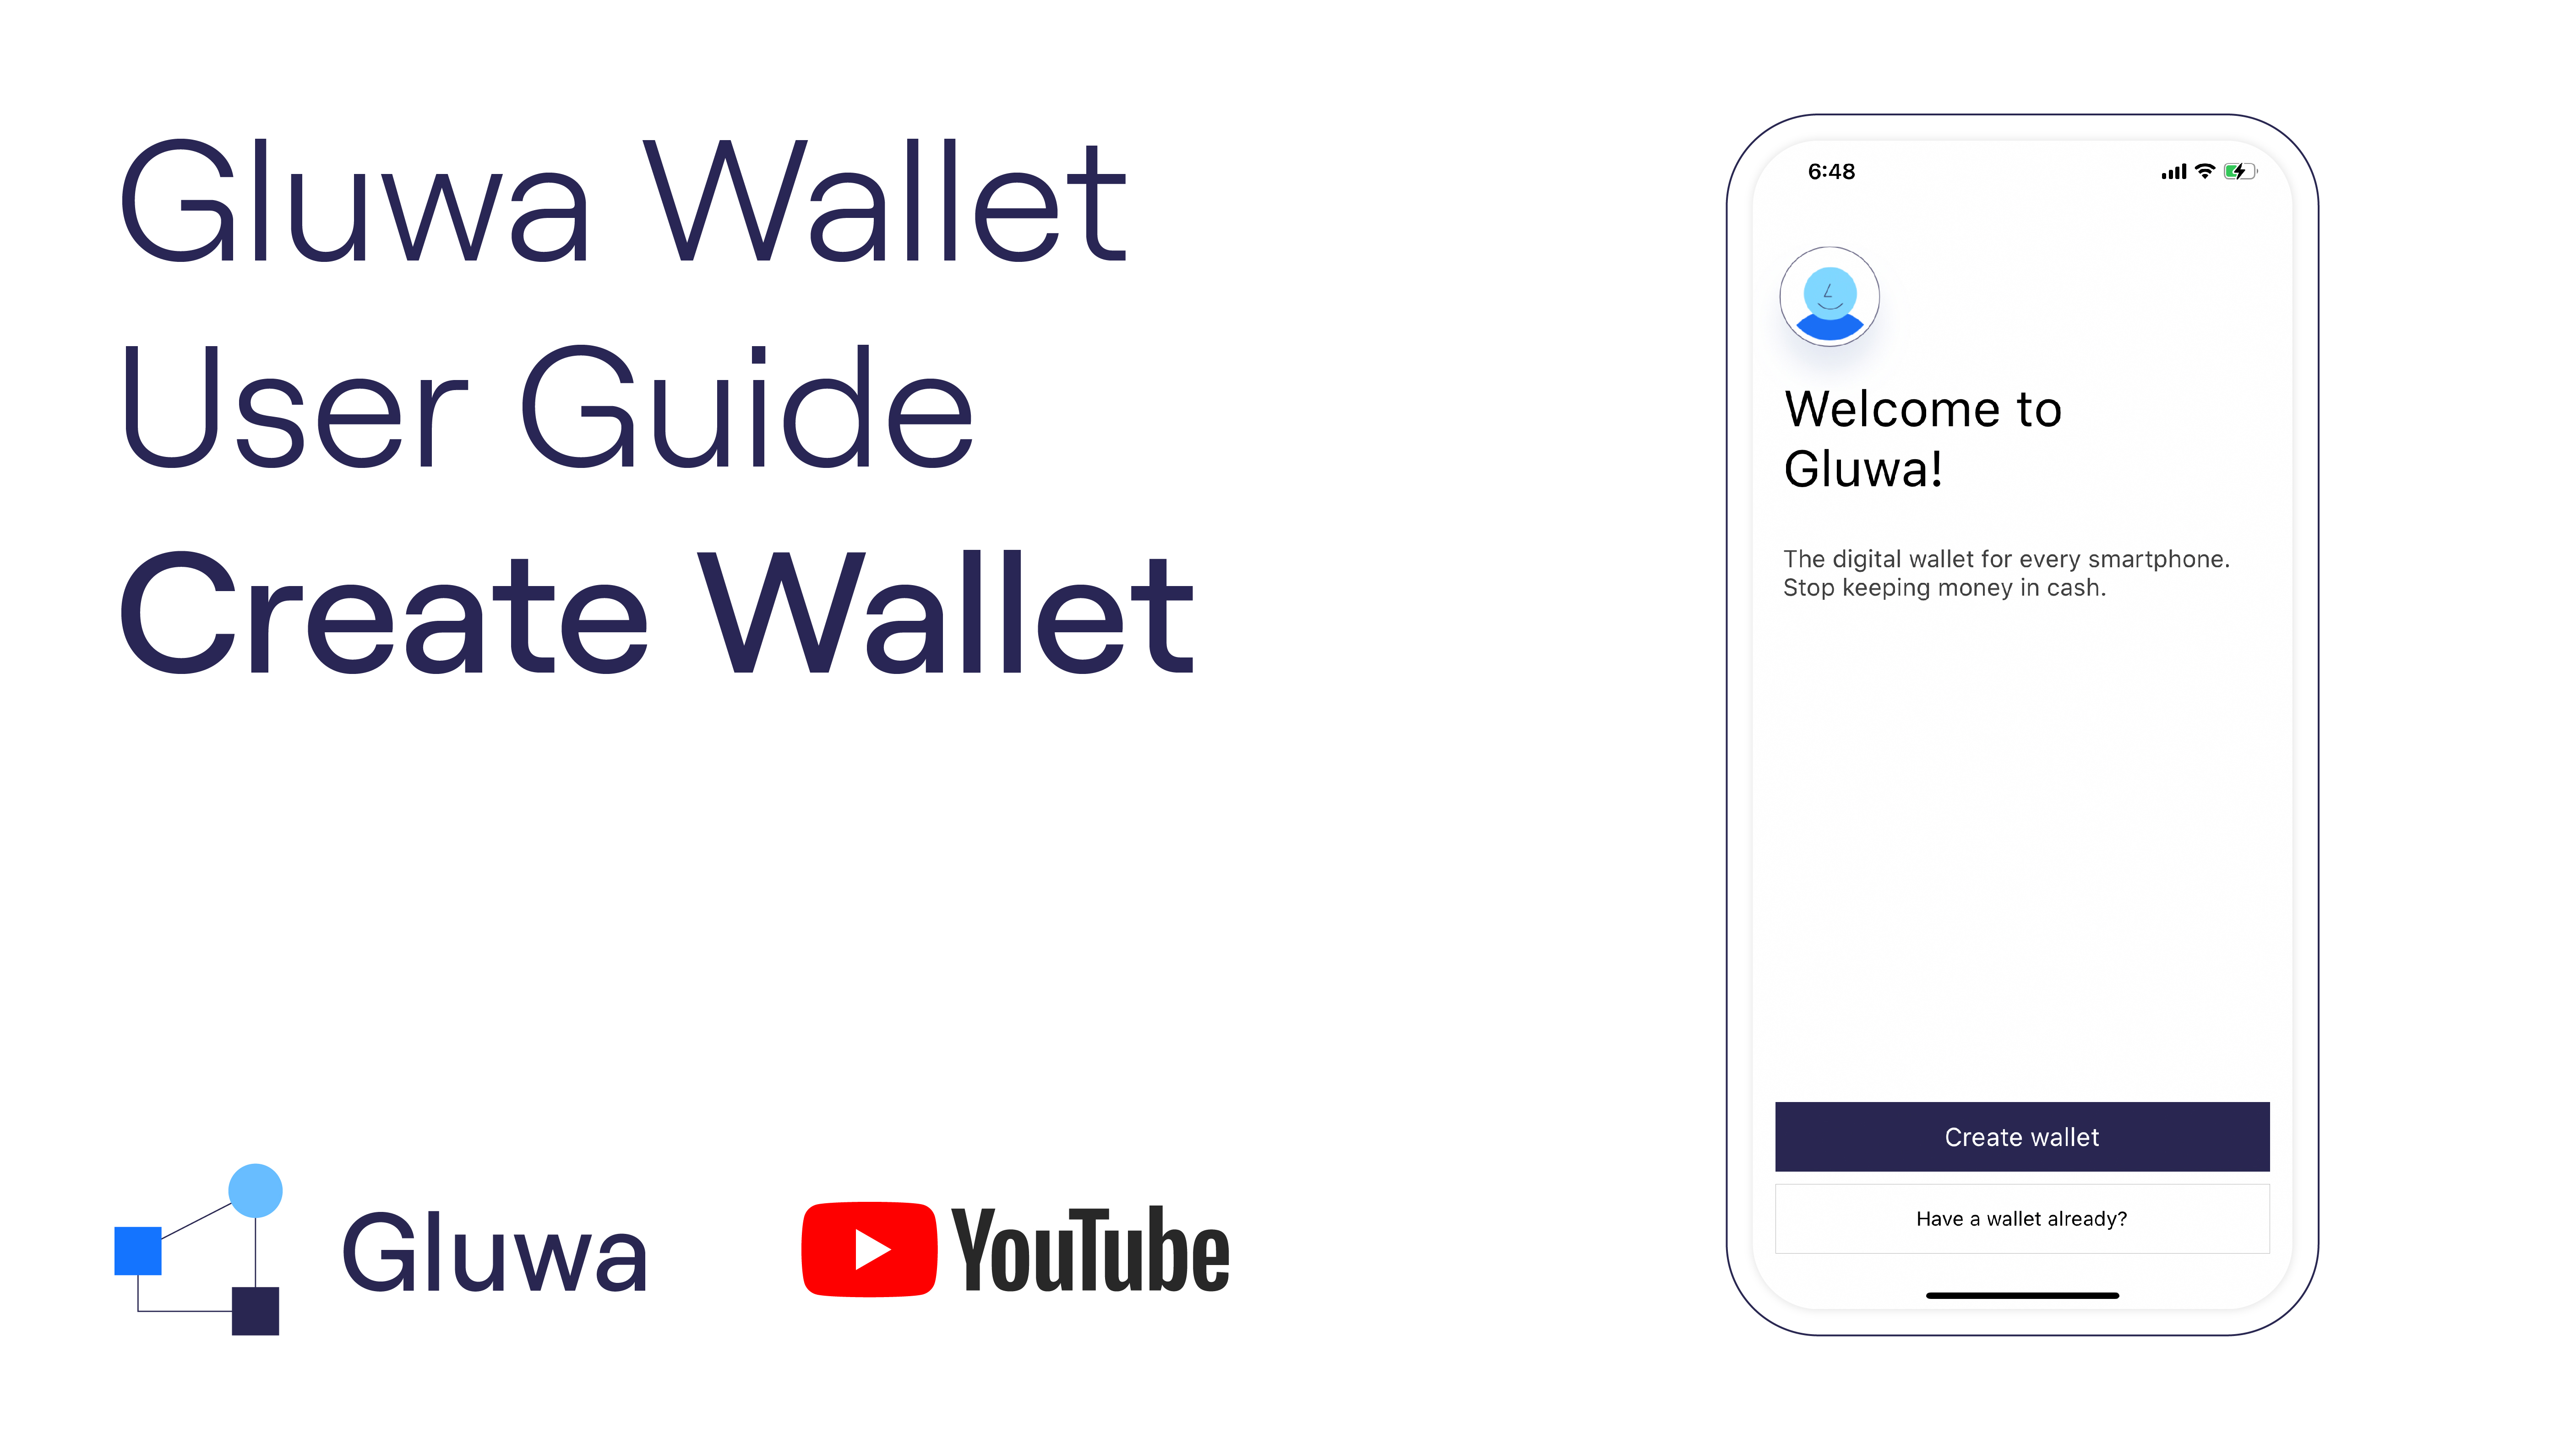 Gluwa Wallet
User Guide
Create Wallet
Gluwa
YouTube
6:48
Welcome to
Gluwa!
The digital wallet for every smartphone.
Stop keeping money in cash.
Create wallet
Have a wallet already?